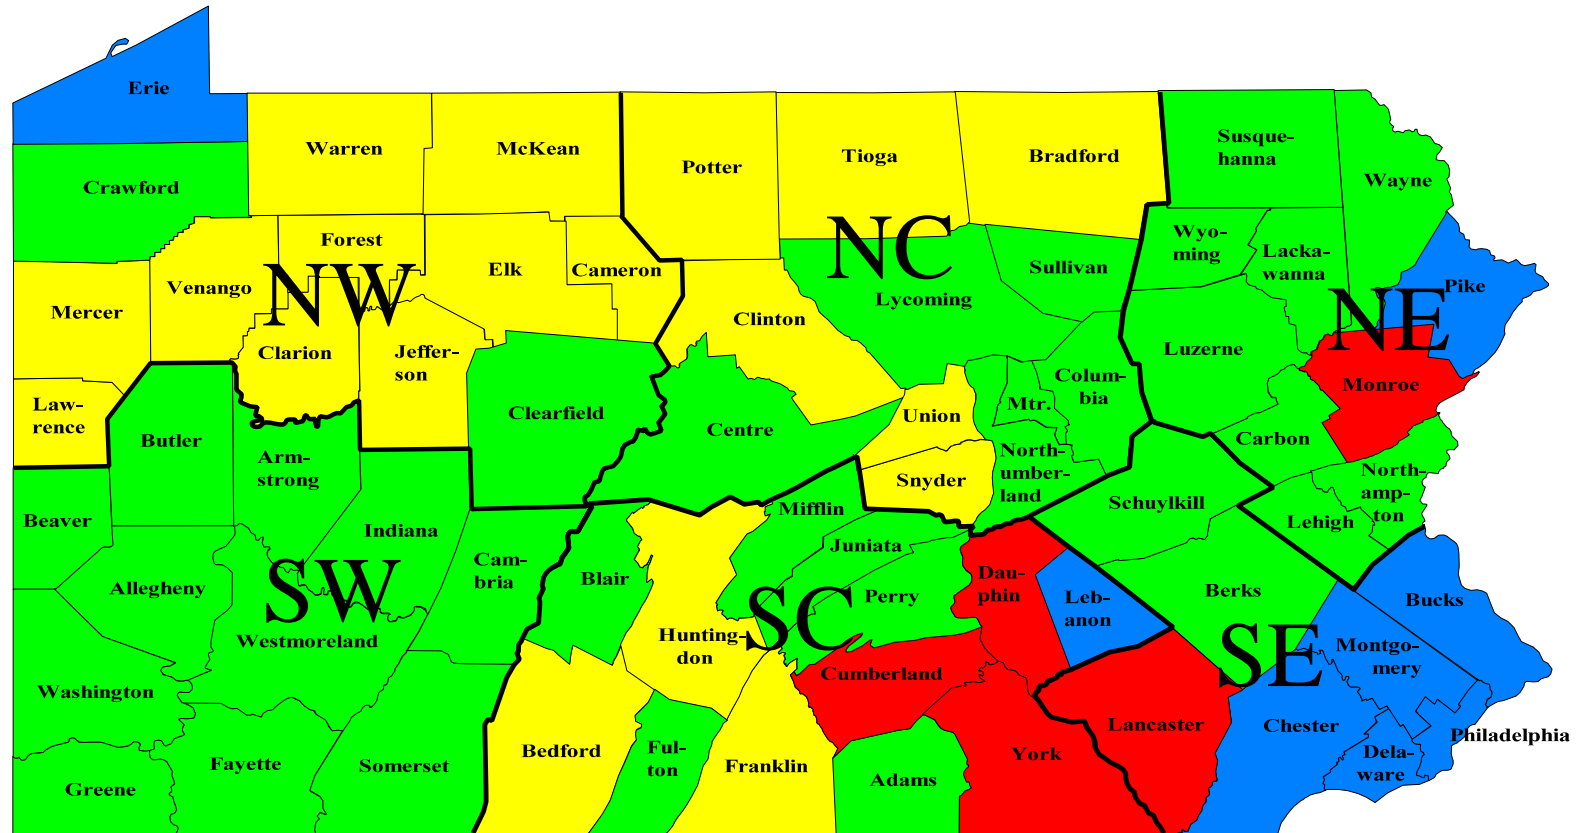 Erie
Warren
McKean
Potter
Tioga
Bradford
Susque-
hanna
Wayne
Crawford
Forest
Elk
Cameron
Venango
NW
Mercer
Clarion
Jeffer-
son
Law-
rence
NC
Lycoming
Sullivan
Clinton
Wyo-
ming
Lacka-
wanna
Pike
NE
Luzerne
Monroe
Butler
Arm-
strong
Clearfield
Centre
Union
Snyder
Mtr.
Colum-
bia
North-
umber-
land
Carbon
North-
amp-
ton
Lehigh
Schuylkill
Beaver
Indiana
Cam-
bria
Allegheny
SW
Westmoreland
Washington
Greene
Fayette
Somerset
Blair
Mifflin
Juniata
Perry
SC
Hunting-
don
Dau-
phin
Leb-
anon
Cumberland
Bedford
Ful-
ton
Franklin
Adams
York
Berks
Bucks
SE
Montgo-
mery
Lancaster
Chester
Dela-
ware
Philadelphia